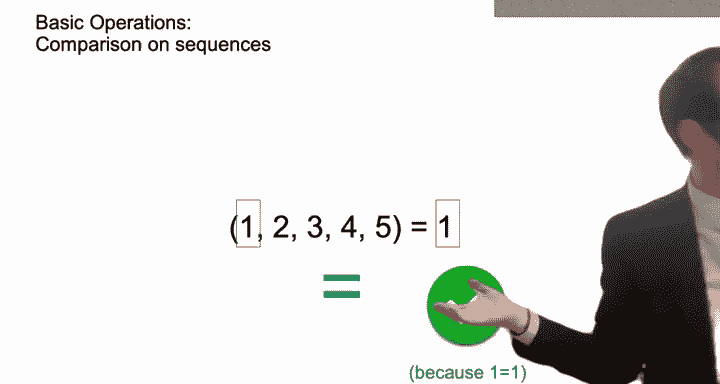 Basic Operations:
Comparison on sequences
(1, 2, 3, 4, 5) = 1
=
(because 1=1)